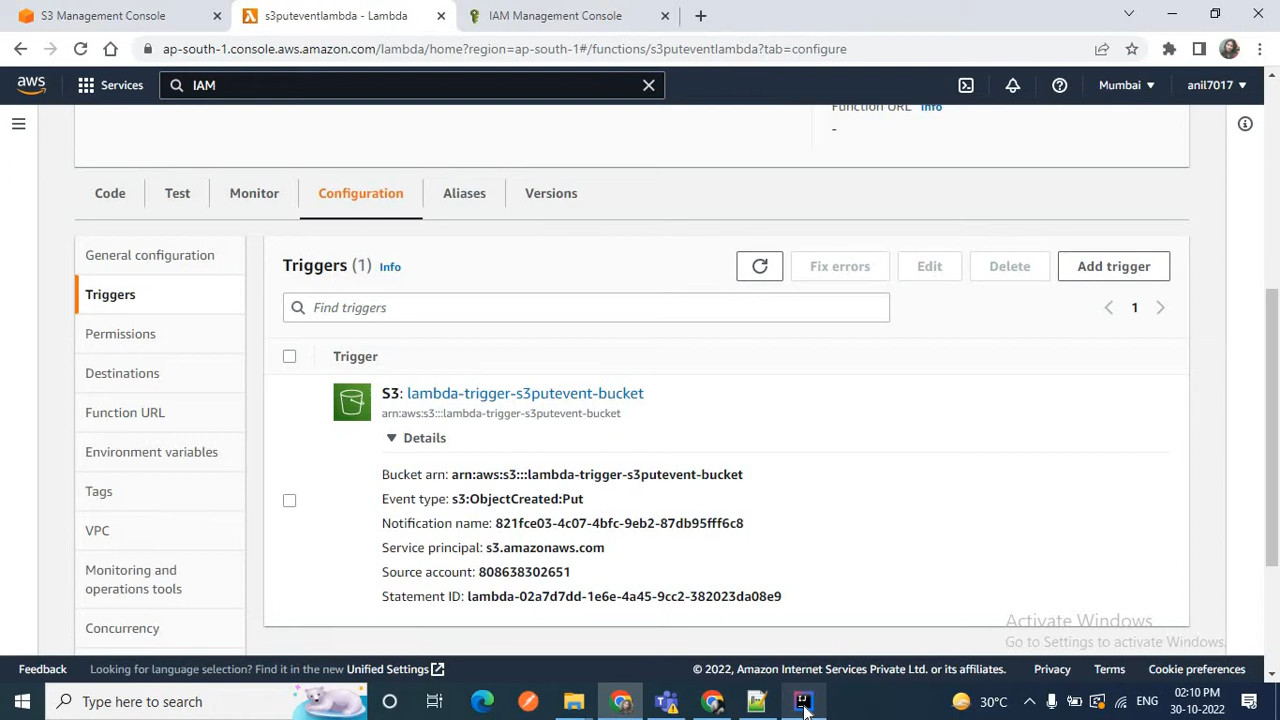 S3 Management Console
s3puteventlambda - Lambda
IAM Management Console
ap-south-1.console.aws.amazon.com/lambda/home?region=ap-south-1#/functions/s3puteventlambda?tab=configure
aws
Services
IAM
Mumbai
anil7017
Function URL Info
-
Code
Test
Monitor
Configuration
Aliases
Versions
General configuration
Triggers
Permissions
Destinations
Function URL
Environment variables
Tags
VPC
Monitoring and
operations tools
Concurrency
Triggers (1) Info
Fix errors
Edit
Delete
Add trigger
Find triggers
1
Trigger
S3: lambda-trigger-s3putevent-bucket
arn:aws:s3:::lambda-trigger-s3putevent-bucket
Details
Bucket arn: arn:aws:s3:::lambda-trigger-s3putevent-bucket
Event type: s3:ObjectCreated:Put
Notification name: 821fce03-4c07-4bfc-9eb2-87db95fff6c8
Service principal: s3.amazonaws.com
Source account: 808638302651
Statement ID: lambda-02a7d7dd-1e6e-4a45-9cc2-382023da08e9
Activate Windows
Go to Settings to activate Windows.
Feedback
Looking for language selection? Find it in the new Unified Settings
© 2022, Amazon Internet Services Private Ltd. or its affiliates.
Privacy
Terms
Cookie preferences
Type here to search
30°C
ENG
02:10 PM
30-10-2022